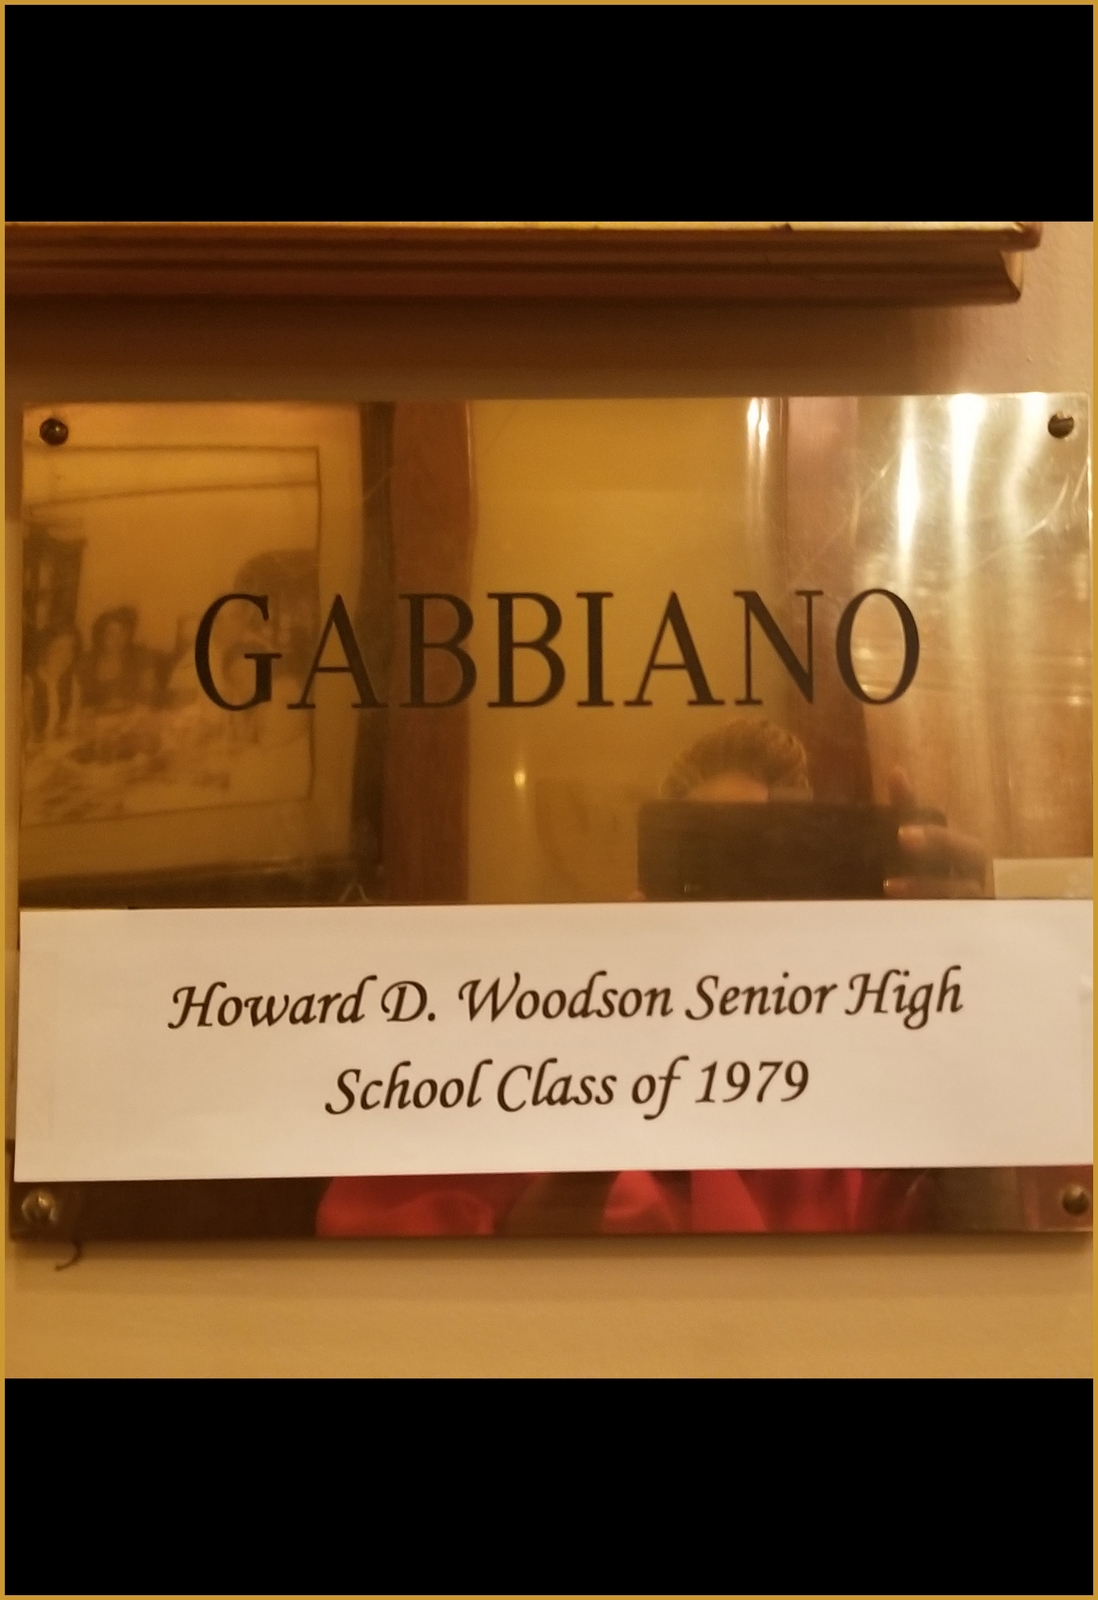 GABBIANO
Howard D. Woodson Senior High
School Class of 1979